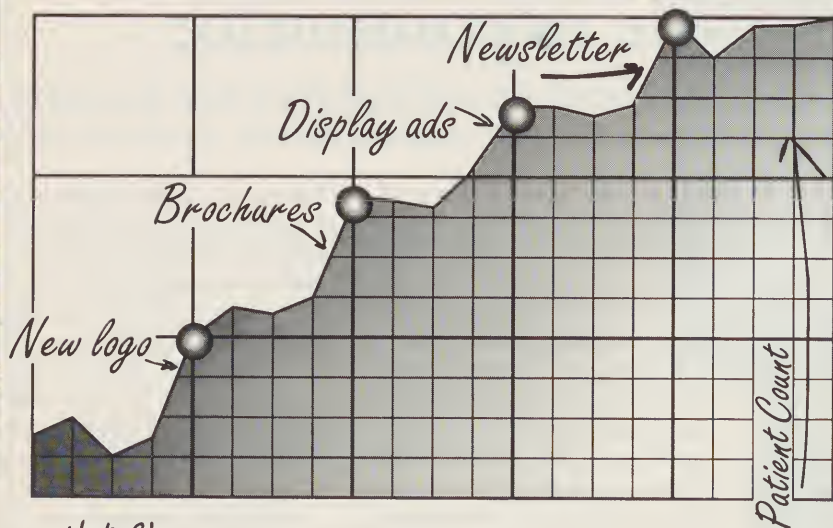 Newsletter
Display ads
Brochures
New logo
Patient Count